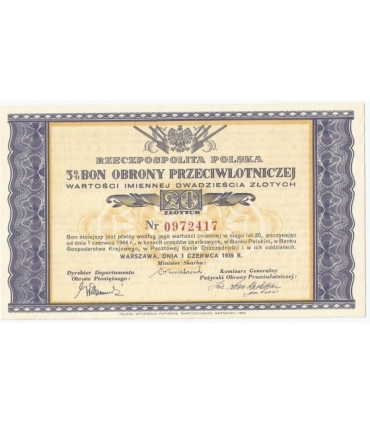 RZECZPOSPOLITA POLSKA
3% BON OBRONY PRZECIWLOTNICZEJ
WARTOŚCI IMIENNEJ DWADZIEŚCIA ZŁOTYCH
20
ZŁOTYCH
Nr 0972417
Bon niniejszy jest płatny według jego wartości imiennej w ciągu lat 20, począwszy
od dnia 1 czerwca 1944 r., w kasach urzędów skarbowych, w Banku Polskim, w Banku
Gospodarstwa Krajowego, w Pocztowej Kasie Oszczędności i w ich oddziałach.
WARSZAWA, DNIA 1 CZERWCA 1939 R.
Minister Skarbu:
Dyrektor Departamentu
Obrotu Pieniężnego:
Komisarz Generalny
Pożyczki Obrony Przeciwlotniczej: